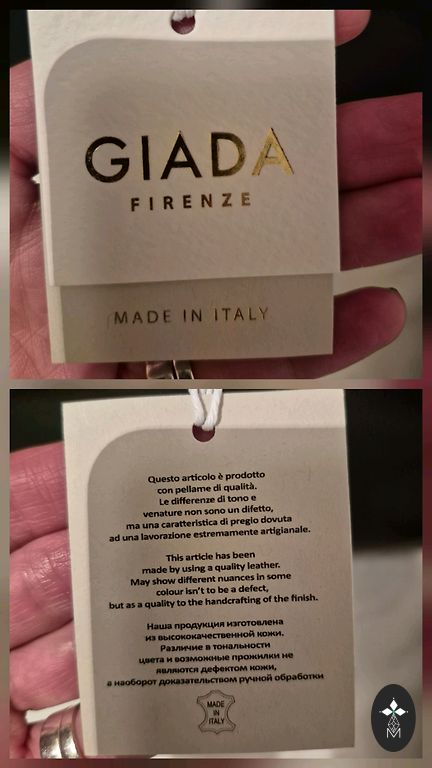 GIADA
FIRENZE
MADE IN ITALY
Questo articolo è prodotto
con pellame di qualità.
Le differenze di tono e
venature non sono un difetto,
ma una caratteristica di pregio dovuta
ad una lavorazione estremamente artigianale.
This article has been
made by using a quality leather.
May show different nuances in some
colour isn't to be a defect,
but as a quality to the handcrafting of the finish.
Наша продукция изготовлена
из высококачественной кожи.
Различие в тональности
цвета и возможные прожилки не
являются дефектом кожи,
а наоборот доказательством ручной обработки
MADE
IN
ITALY
M